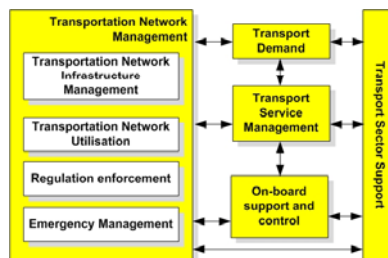 Transportation Network
Management
Transportation Network
Infrastructure
Management
Transportation Network
Utilisation
Regulation enforcement
Emergency Management
Transport
Demand
Transport
Service
Management
On-board
support and
control
Transport Sector Support